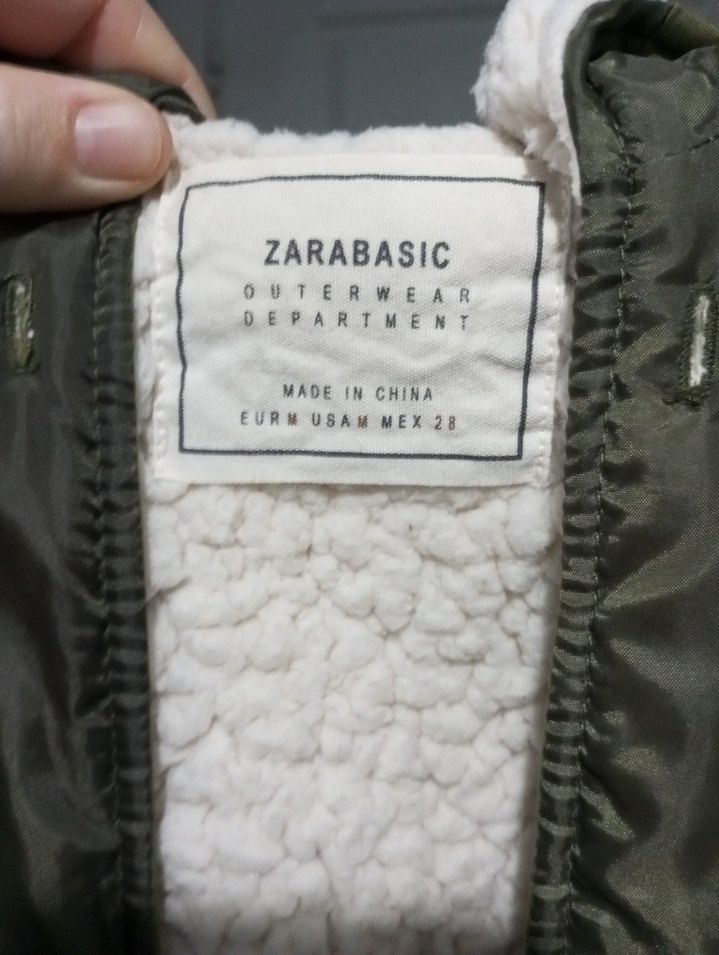 ZARABASIC
OUTERWEAR
DEPARTMENT
MADE IN CHINA
EUR M USA M MEX 28